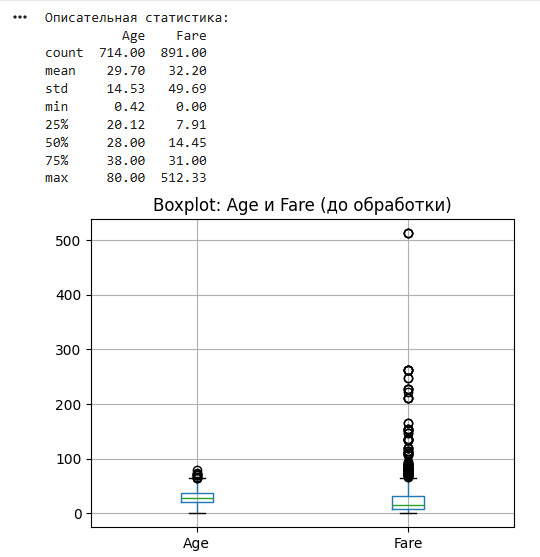 Описательная статистика:
Age Fare
count 714.00 891.00
mean 29.70 32.20
std 14.53 49.69
min 0.42 0.00
25% 20.12 7.91
50% 28.00 14.45
75% 38.00 31.00
max 80.00 512.33
Boxplot: Age и Fare (до обработки)
500
400
300
200
100
0
Age Fare